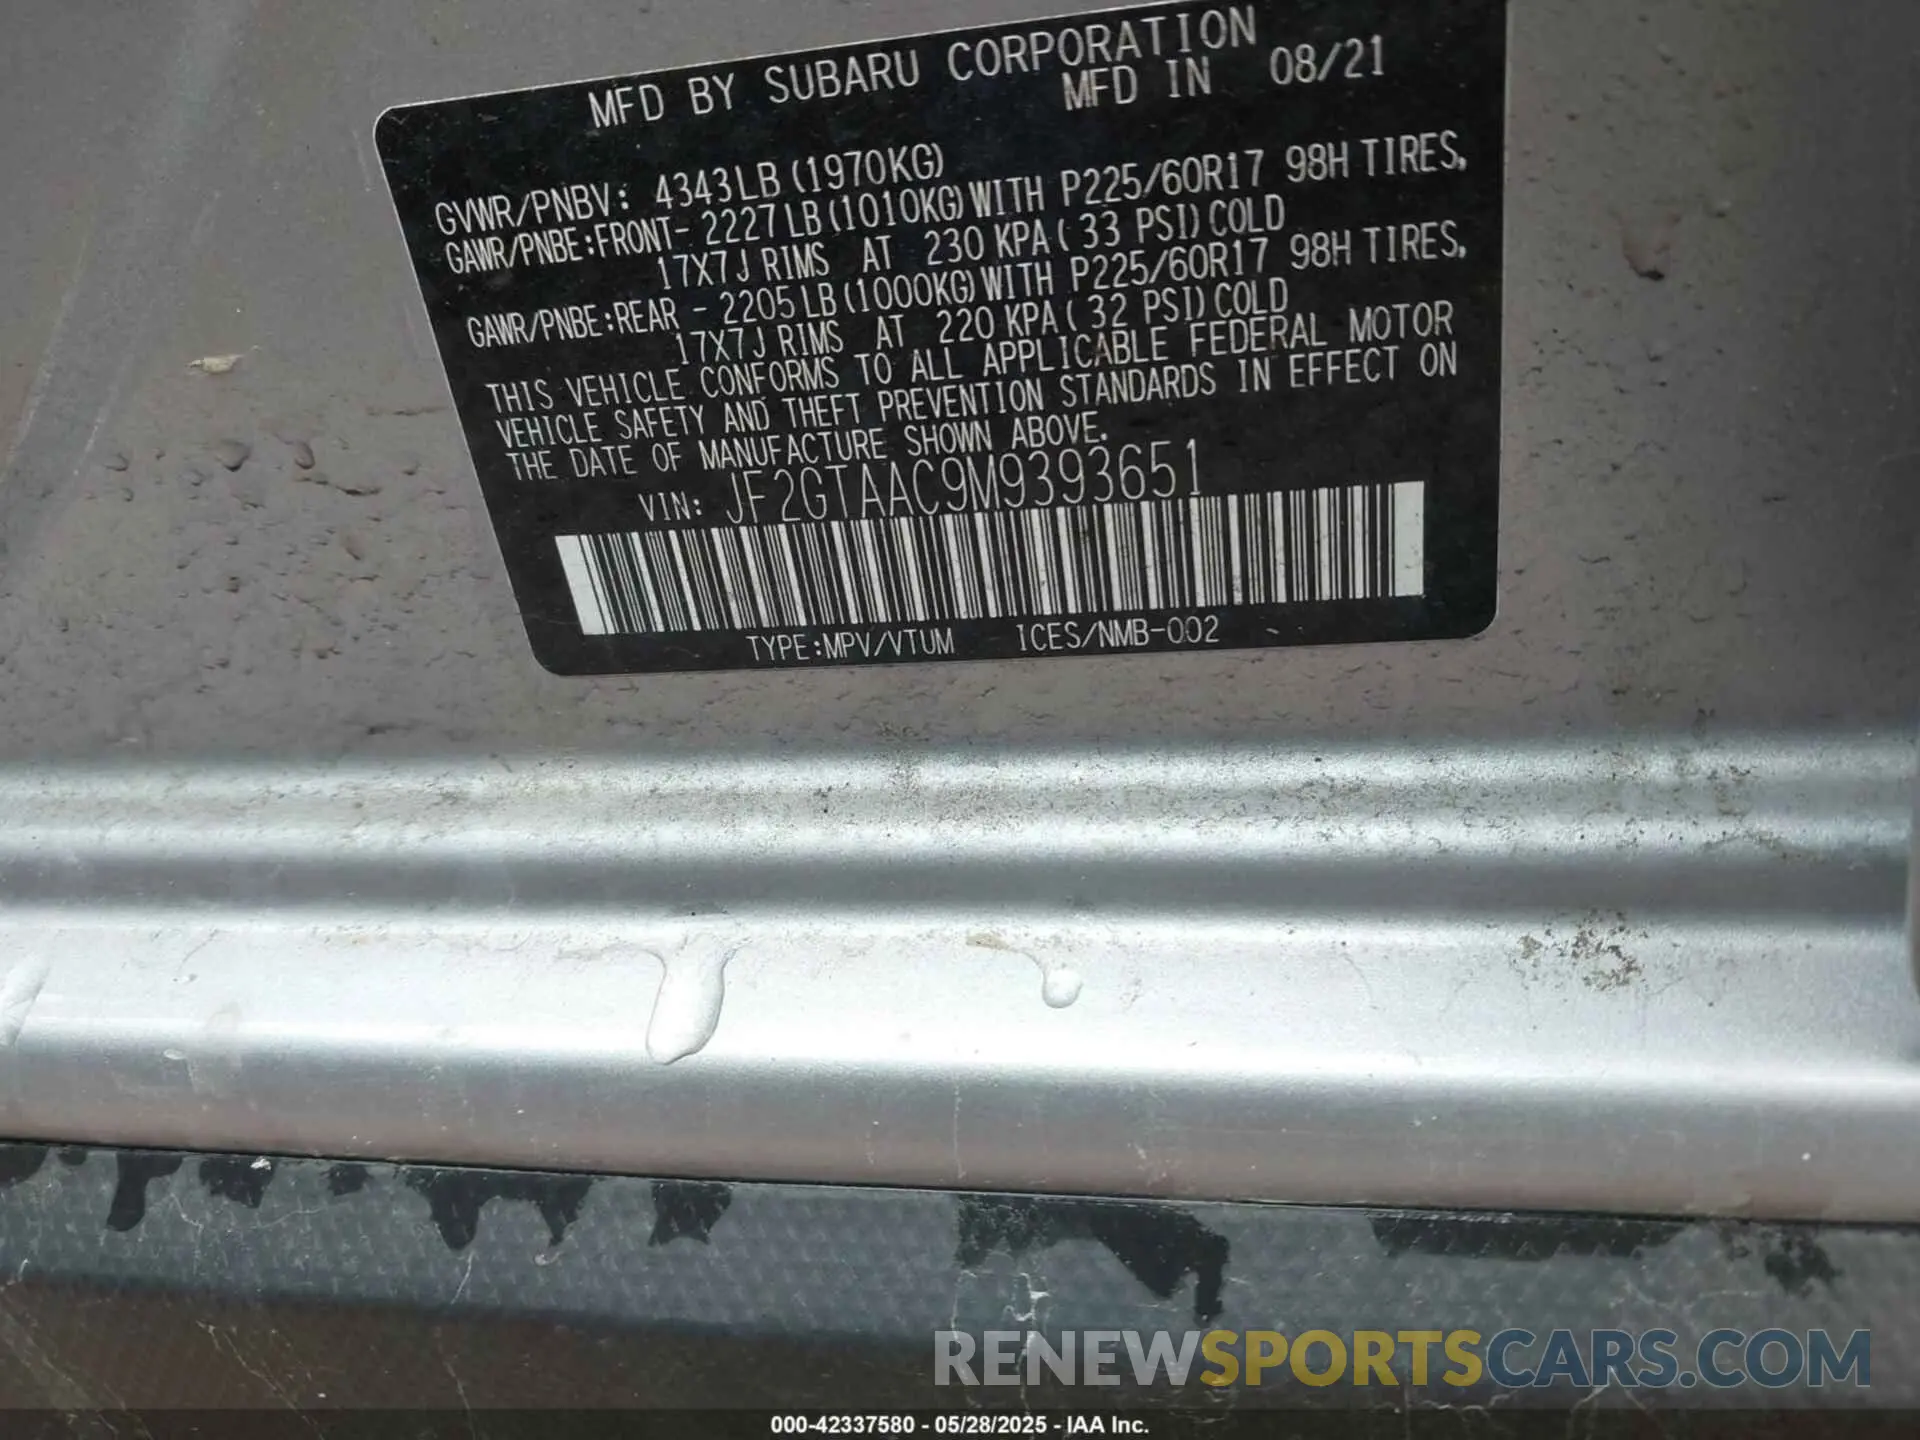 MFD BY SUBARU CORPORATION
MFD IN 08/21
GVWR/PNBV: 4343LB (1970KG)
GAWR/PNBE:FRONT- 2227LB (1010KG) WITH P225/60R17 98H TIRES,
17X7J RIMS AT 230 KPA ( 33 PSI) COLD
GAWR/PNBE:REAR - 2205LB (1000KG) WITH P225/60R17 98H TIRES,
17X7J RIMS AT 220 KPA ( 32 PSI) COLD
THIS VEHICLE CONFORMS TO ALL APPLICABLE FEDERAL MOTOR
VEHICLE SAFETY AND THEFT PREVENTION STANDARDS IN EFFECT ON
THE DATE OF MANUFACTURE SHOWN ABOVE.
VIN: JF2GTAAC9M9393651
TYPE:MPV/VTUM ICES/NMB-002
RENEWSPORTSCARS.COM
000-42337580 - 05/28/2025 - IAA Inc.